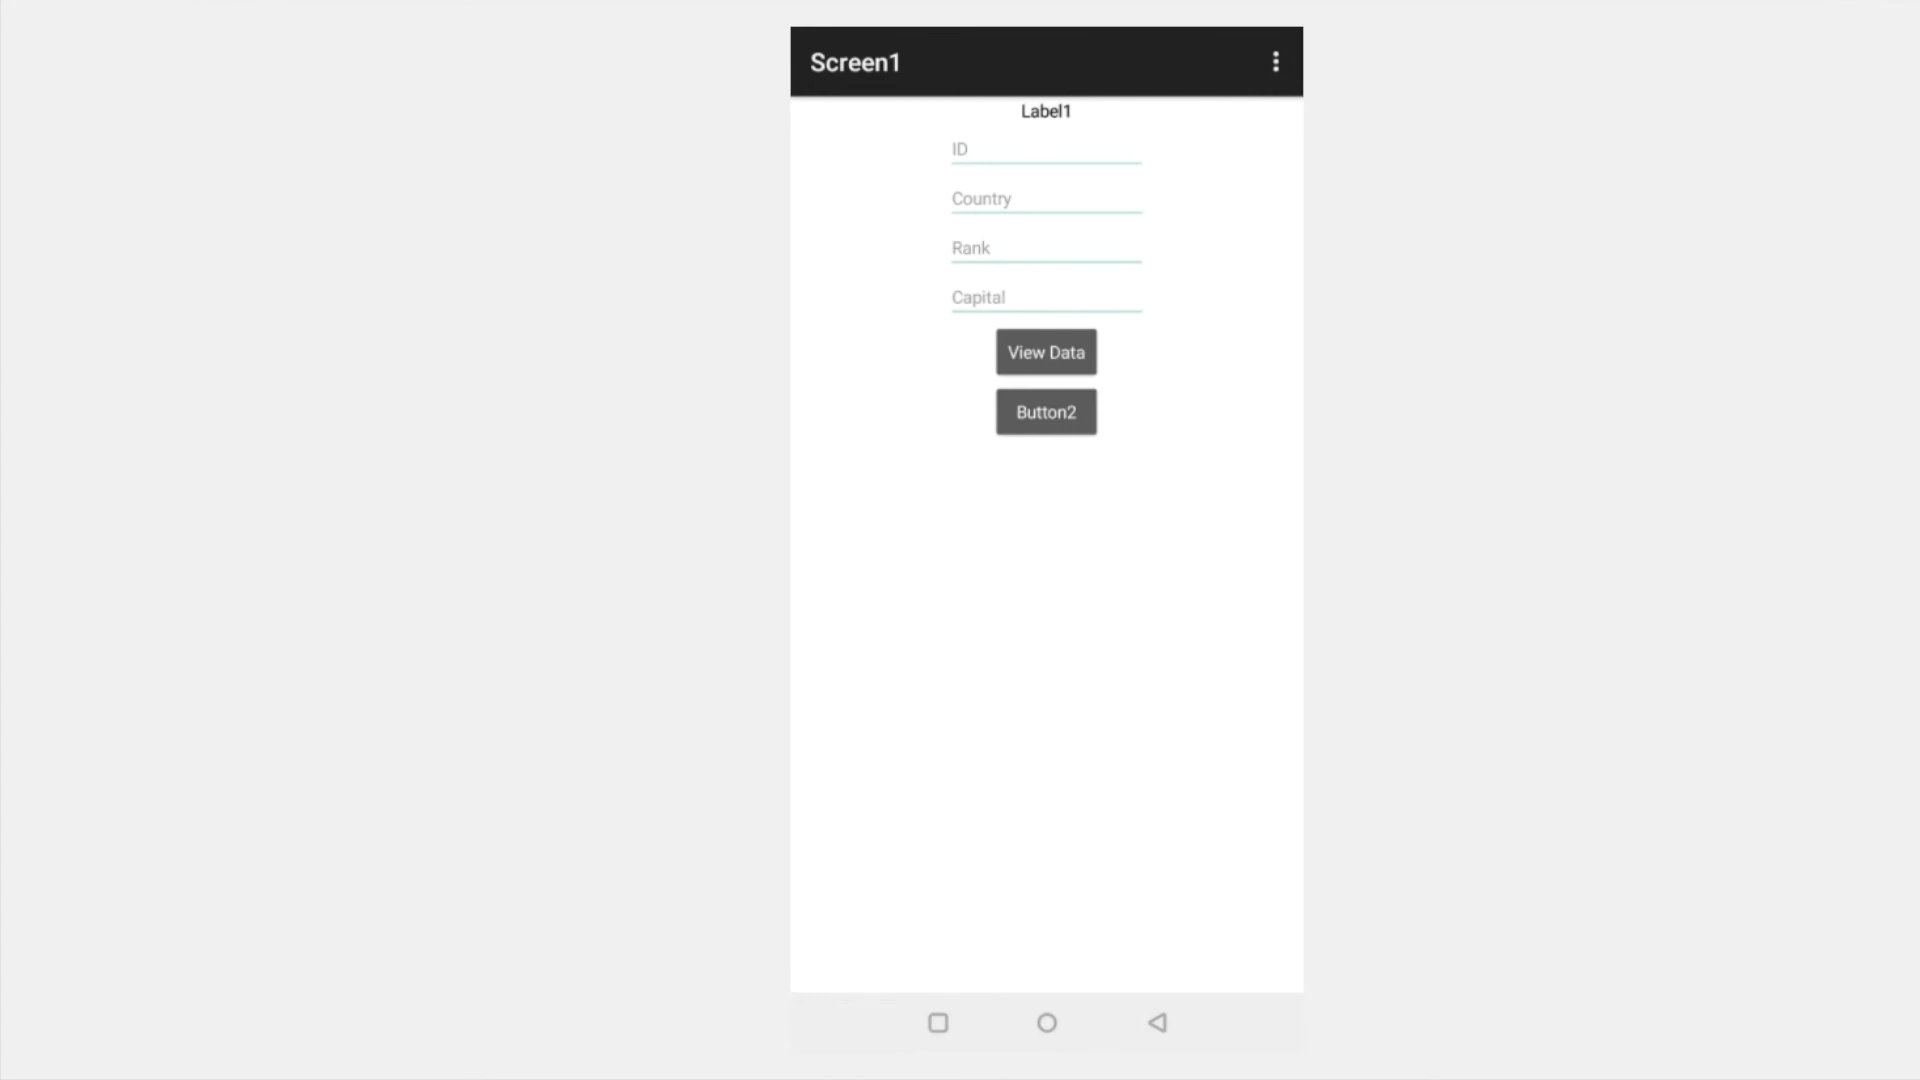 Screen1
Label1
ID
Country
Rank
Capital
View Data
Button2